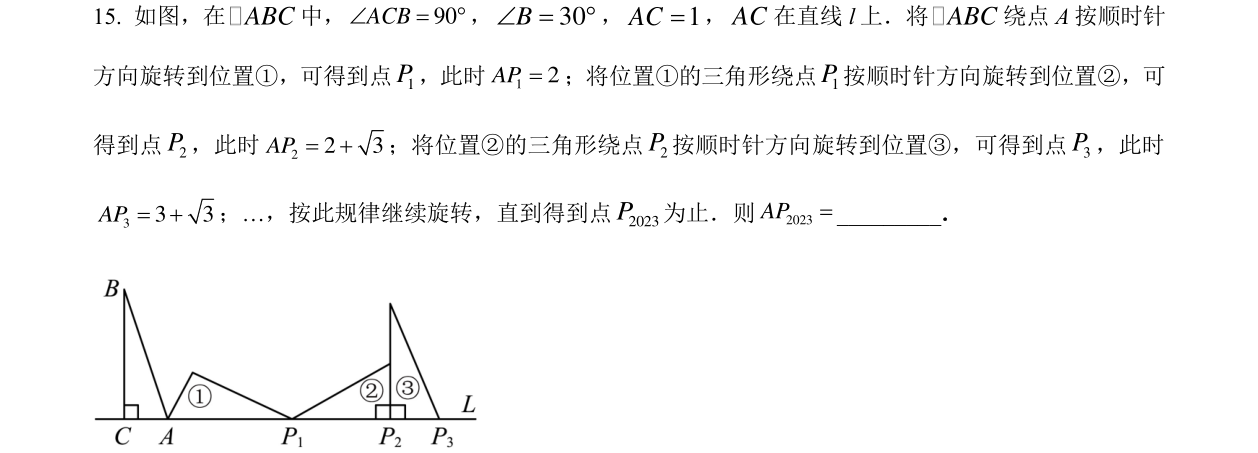 15. 如图，在□ABC 中，∠ACB = 90°，∠B = 30°，AC = 1，AC 在直线 l 上．将□ABC 绕点 A 按顺时针
方向旋转到位置①，可得到点 P₁，此时 AP₁ = 2；将位置①的三角形绕点 P₁按顺时针方向旋转到位置②，可
得到点 P₂，此时 AP₂ = 2 + √3；将位置②的三角形绕点 P₂按顺时针方向旋转到位置③，可得到点 P₃，此时
AP₃ = 3 + √3；…，按此规律继续旋转，直到得到点 P₂₀₂₃ 为止．则 AP₂₀₂₃ = ________．
B
① ② ③ L
C A P₁ P₂ P₃